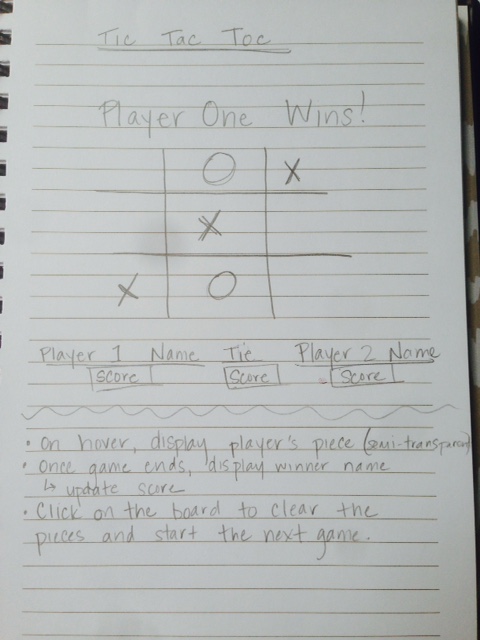 Tic Tac Toc
Player One Wins!
O X
X
X O
Player 1 Name Tie Player 2 Name
Score Score Score
• On hover, display player's piece (semi-transparent)
• Once game ends, display winner name
↳ update score
• Click on the board to clear the
pieces and start the next game.